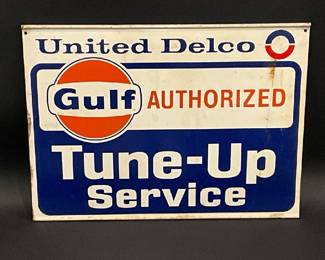 United Delco
Gulf AUTHORIZED
Tune-Up
Service